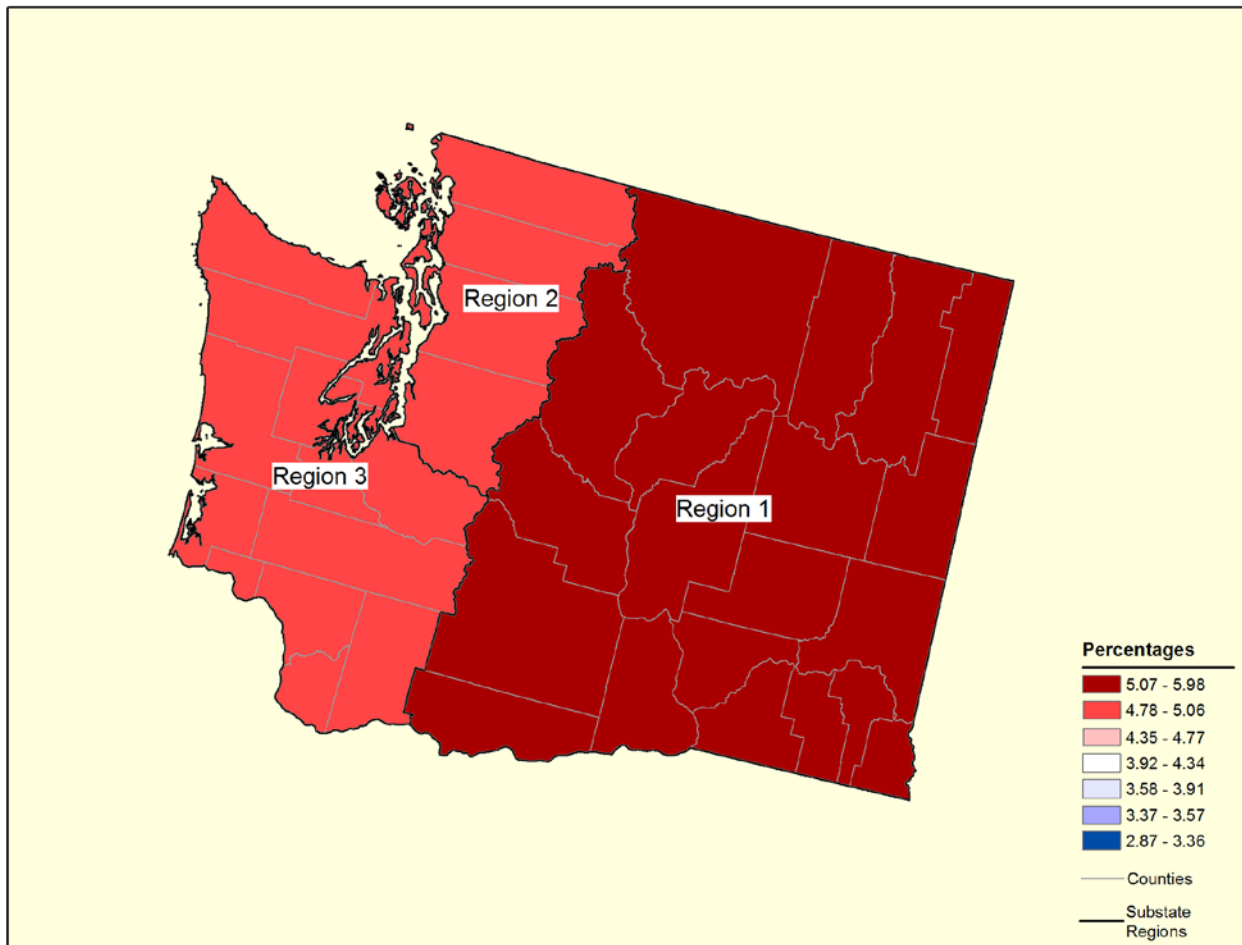 Region 2
Region 3
Region 1
Percentages
5.07 - 5.98
4.78 - 5.06
4.35 - 4.77
3.92 - 4.34
3.58 - 3.91
3.37 - 3.57
2.87 - 3.36
Counties
Substate
Regions